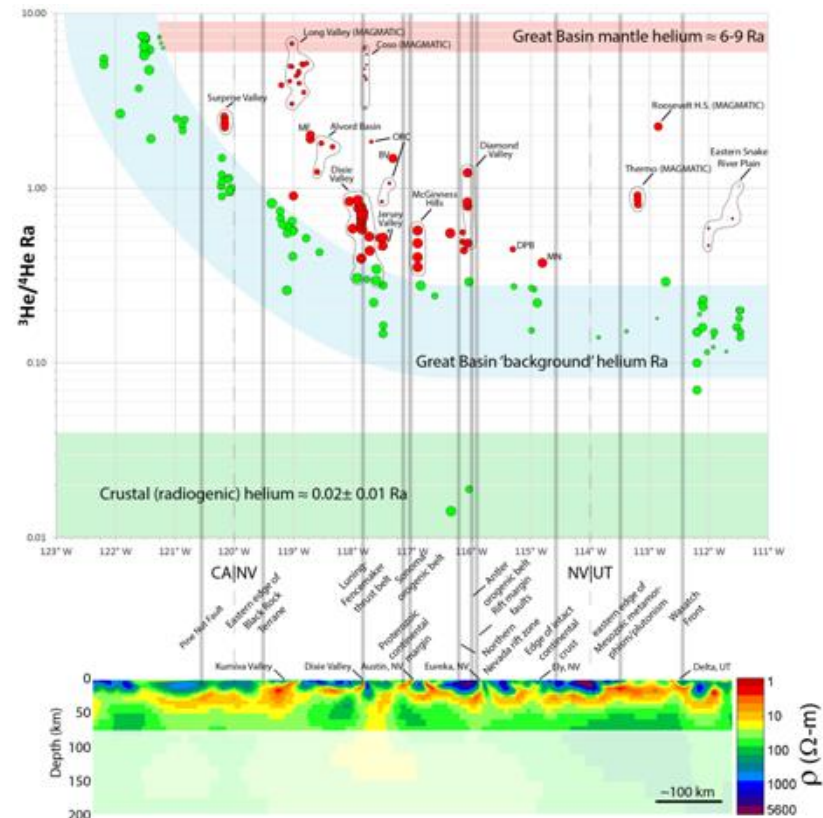 10.00
Great Basin mantle helium ≈ 6-9 Ra
Long Valley (MAGMATIC)
Coso (MAGMATIC)
Surprise Valley
Roosevelt H.S. (MAGMATIC)
Alvord Basin
BV
Diamond
Valley
Eastern Snake
River Plain
Thermo (MAGMATIC)
Dixie
Valley
McGinness
Hills
1.00
Jersey
Valley
DPB
MN
³He/⁴He Ra
Great Basin 'background' helium Ra
0.10
Crustal (radiogenic) helium ≈ 0.02± 0.01 Ra
0.01
123° W
122° W
121° W
120° W
119° W
118° W
117° W
116° W
115° W
114° W
113° W
112° W
111° W
CA|NV
NV|UT
Pine Nut Fault
Eastern edge of
Black Rock
Terrane
Luning-
Fencemaker
thrust belt
Sonoma
orogenic belt
Proterozoic
continental
margin
Antler
orogenic belt
Rift margin
faults
Northern
Nevada rift zone
Edge of intact
continental
crust
eastern edge of
Mesozoic metamor-
phism/plutonism
Wasatch
Front
Kumiva Valley
Dixie Valley
Austin, NV
Eureka, NV
Ely, NV
Delta, UT
0
50
100
150
200
Depth (km)
~100 km
1
10
100
1000
5600
ρ (Ω-m)